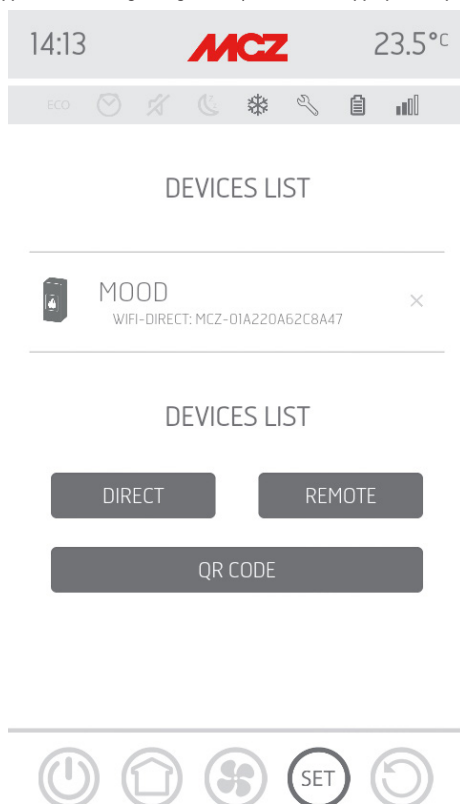 14:13 MCZ 23.5°C
ECO
DEVICES LIST
MOOD
WIFI-DIRECT: MCZ-01A220A62C8A47
DEVICES LIST
DIRECT REMOTE
QR CODE
SET